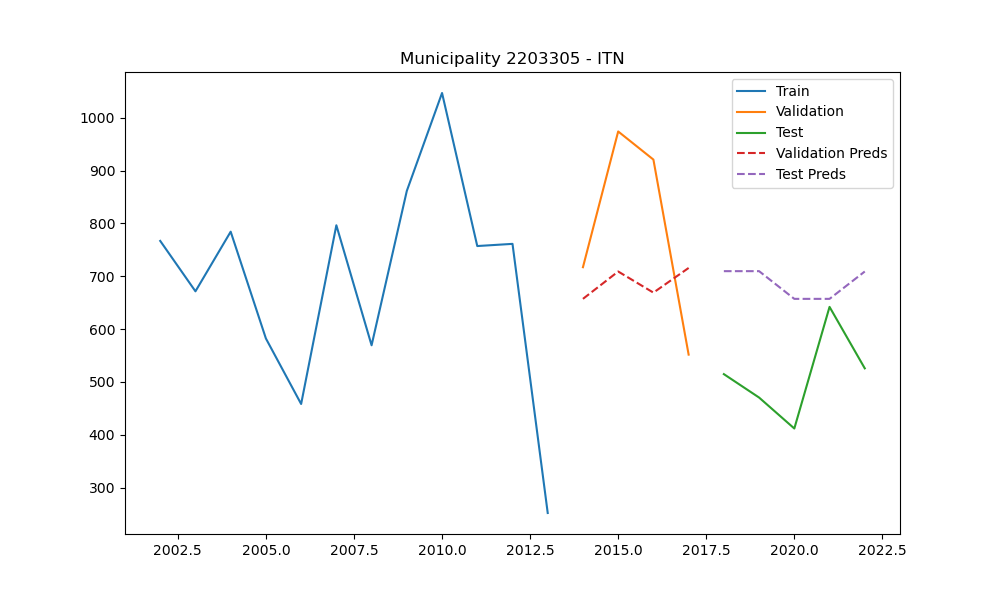 Municipality 2203305 - ITN
Train
Validation
Test
Validation Preds
Test Preds
1000
900
800
700
600
500
400
300
2002.5 2005.0 2007.5 2010.0 2012.5 2015.0 2017.5 2020.0 2022.5